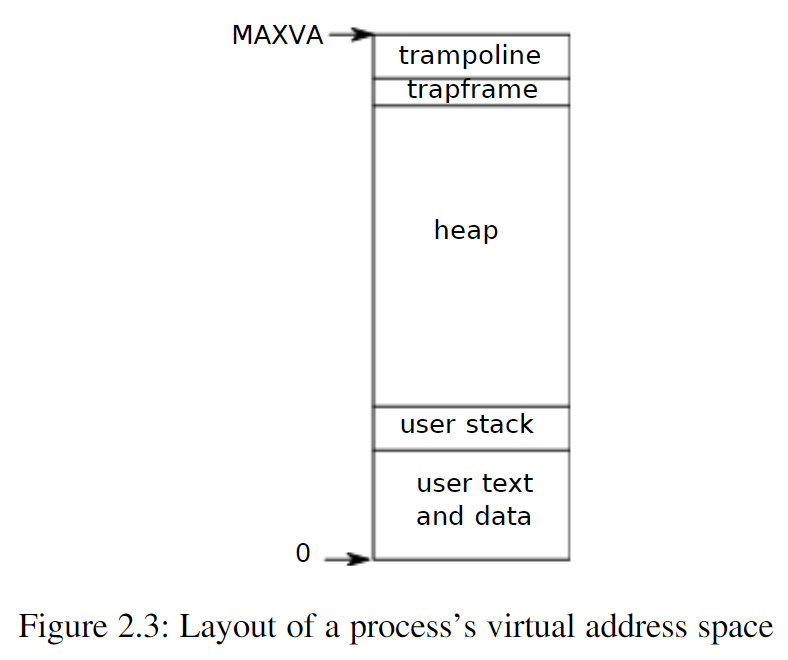 MAXVA
trampoline
trapframe
heap
user stack
user text
and data
0
Figure 2.3: Layout of a process’s virtual address space